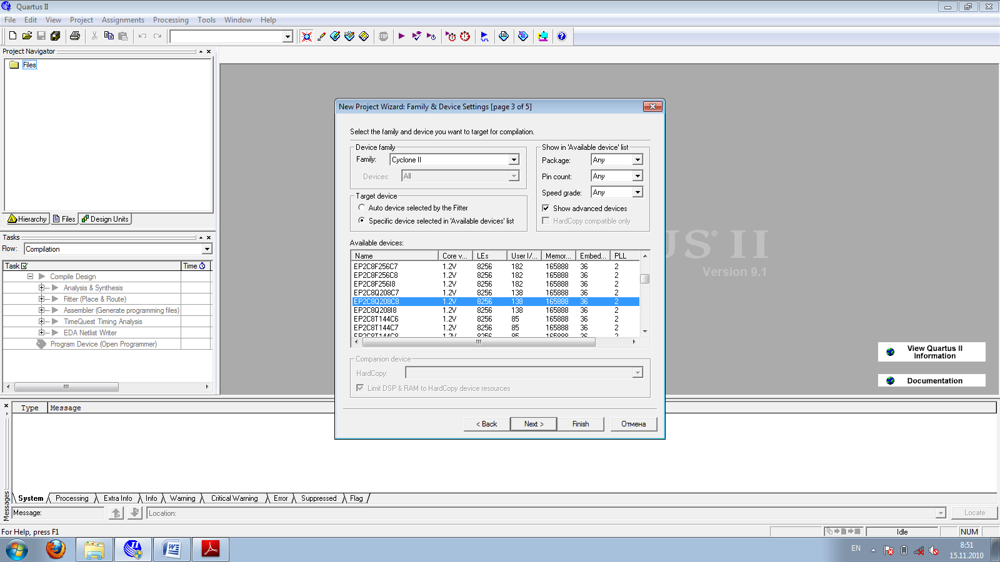 Quartus II
File Edit View Project Assignments Processing Tools Window Help
STOP
Project Navigator
Files
Hierarchy Files Design Units
Tasks
Flow: Compilation
Task Time
Compile Design
Analysis & Synthesis
Fitter (Place & Route)
Assembler (Generate programming files)
TimeQuest Timing Analysis
EDA Netlist Writer
Program Device (Open Programmer)
New Project Wizard: Family & Device Settings [page 3 of 5]
Select the family and device you want to target for compilation.
Device family
Family: Cyclone II
Devices: All
Target device
Auto device selected by the Fitter
Specific device selected in 'Available devices' list
Show in 'Available device' list
Package: Any
Pin count: Any
Speed grade: Any
Show advanced devices
HardCopy compatible only
Available devices:
Name Core v... LEs User I/... Memor... Embed... PLL
EP2C8F256C7 1.2V 8256 182 165888 36 2
EP2C8F256C8 1.2V 8256 182 165888 36 2
EP2C8F256I8 1.2V 8256 182 165888 36 2
EP2C8Q208C7 1.2V 8256 138 165888 36 2
EP2C8Q208C8 1.2V 8256 138 165888 36 2
EP2C8Q208I8 1.2V 8256 138 165888 36 2
EP2C8T144C6 1.2V 8256 85 165888 36 2
EP2C8T144C7 1.2V 8256 85 165888 36 2
EP2C8T144C8 1.2V 8256 85 165888 36 2
Companion device
HardCopy:
Limit DSP & RAM to HardCopy device resources
< Back Next > Finish Отмена
US® II
Version 9.1
View Quartus II
Information
Documentation
Type Message
System Processing Extra Info Info Warning Critical Warning Error Suppressed Flag
Messages
Message: Location: Locate
For Help, press F1 Idle NUM
EN 8:51
15.11.2010